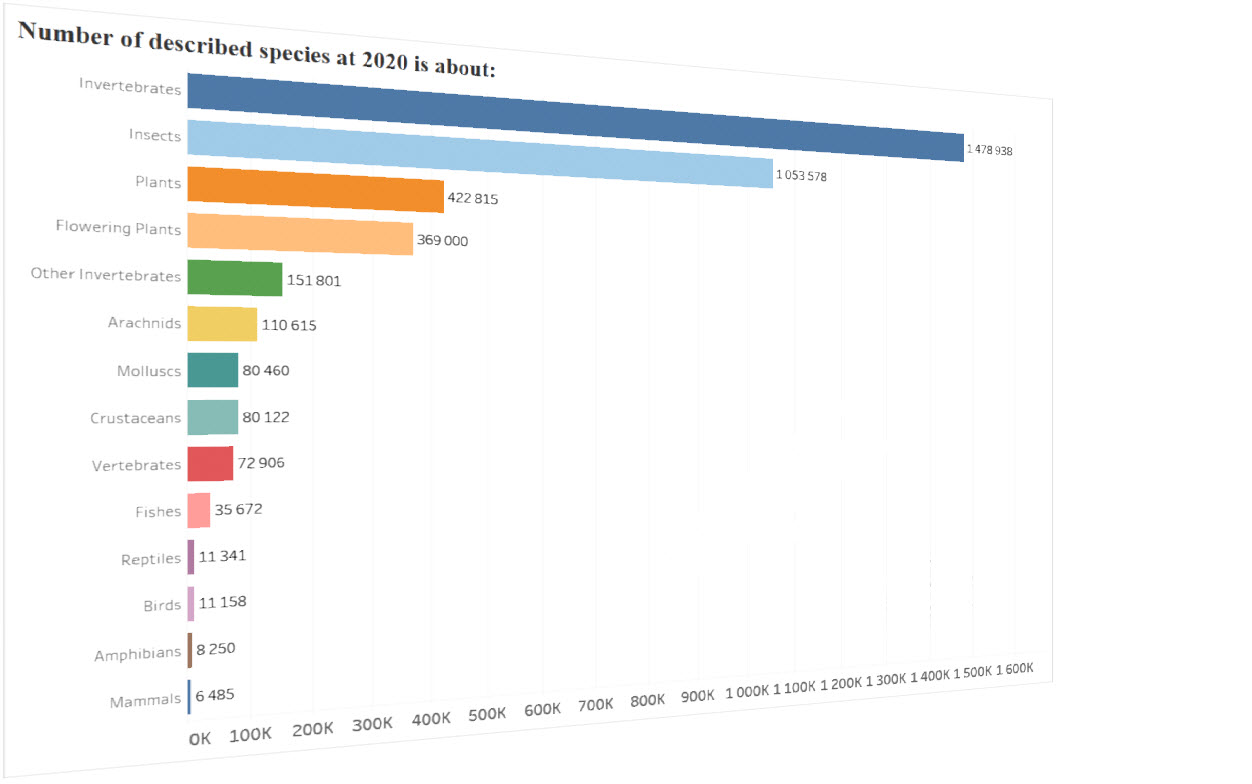 Number of described species at 2020 is about:
Invertebrates 1 478 938
Insects 1 053 578
Plants 422 815
Flowering Plants 369 000
Other Invertebrates 151 801
Arachnids 110 615
Molluscs 80 460
Crustaceans 80 122
Vertebrates 72 906
Fishes 35 672
Reptiles 11 341
Birds 11 158
Amphibians 8 250
Mammals 6 485
0K 100K 200K 300K 400K 500K 600K 700K 800K 900K 1 000K 1 100K 1 200K 1 300K 1 400K 1 500K 1 600K